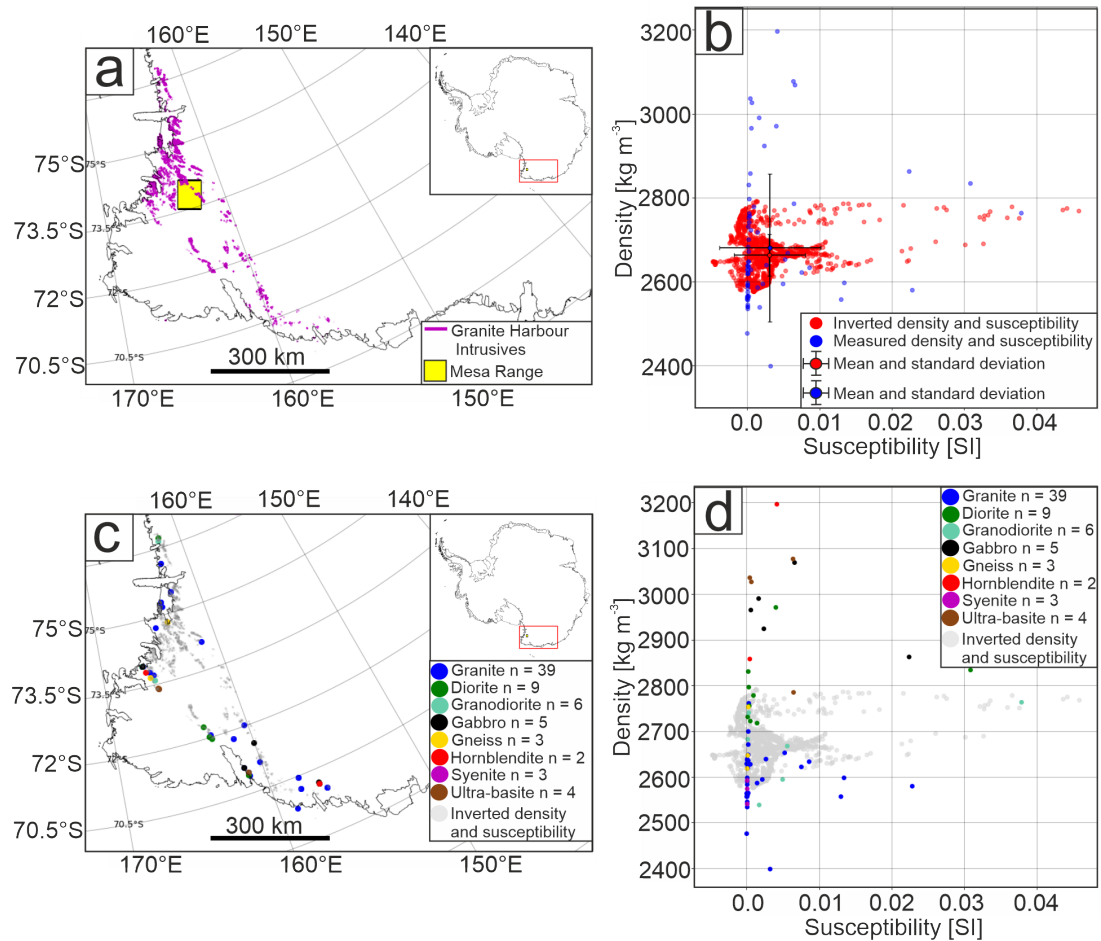 160°E 150°E 140°E
a
75°S
75°S
73.5°S
73.5°S
72°S
70.5°S
70.5°S
Granite Harbour
Intrusives
Mesa Range
300 km
170°E 160°E 150°E
b
3200
3000
2800
2600
2400
Density [kg m⁻³]
Inverted density and susceptibility
Measured density and susceptibility
Mean and standard deviation
Mean and standard deviation
0.0 0.01 0.02 0.03 0.04
Susceptibility [SI]
160°E 150°E 140°E
c
75°S
75°S
73.5°S
73.5°S
72°S
70.5°S
70.5°S
Granite n = 39
Diorite n = 9
Granodiorite n = 6
Gabbro n = 5
Gneiss n = 3
Hornblendite n = 2
Syenite n = 3
Ultra-basite n = 4
Inverted density
and susceptibility
300 km
170°E 160°E 150°E
d
3200
3100
3000
2900
2800
2700
2600
2500
2400
Density [kg m⁻³]
Granite n = 39
Diorite n = 9
Granodiorite n = 6
Gabbro n = 5
Gneiss n = 3
Hornblendite n = 2
Syenite n = 3
Ultra-basite n = 4
Inverted density
and susceptibility
0.0 0.01 0.02 0.03 0.04
Susceptibility [SI]